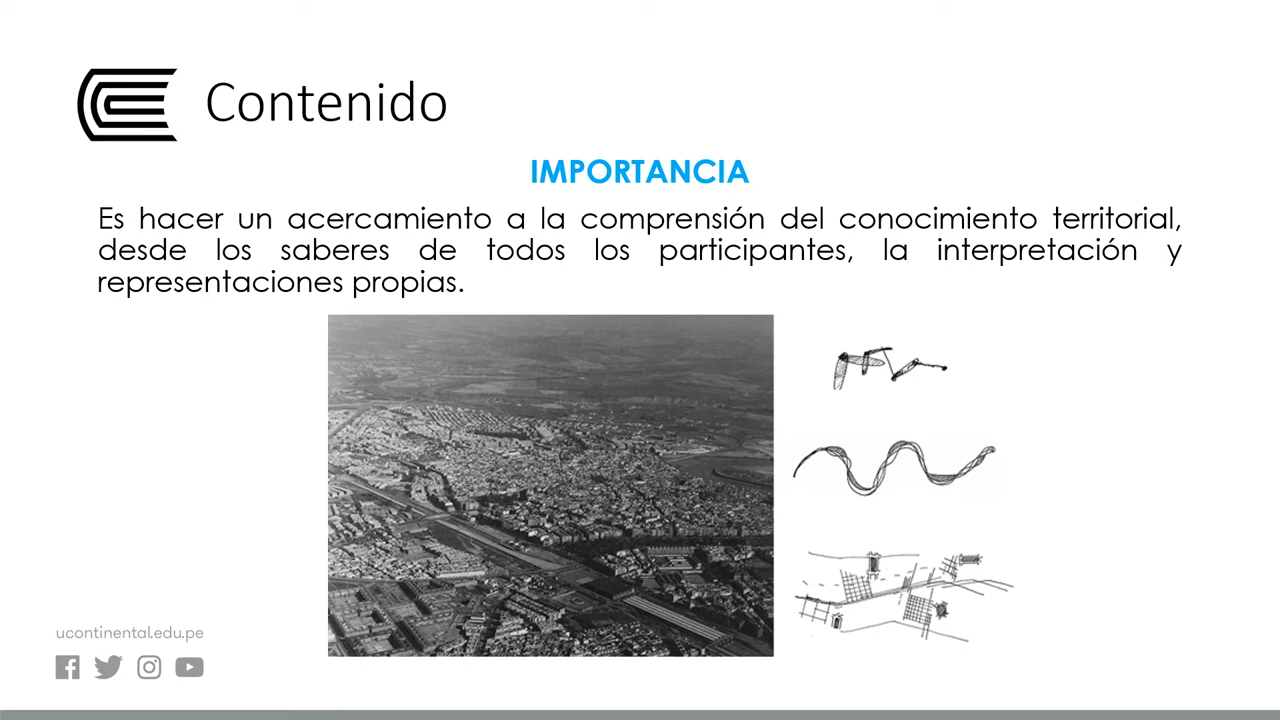 Contenido
IMPORTANCIA
Es hacer un acercamiento a la comprensión del conocimiento territorial,
desde los saberes de todos los participantes, la interpretación y
representaciones propias.
ucontinental.edu.pe